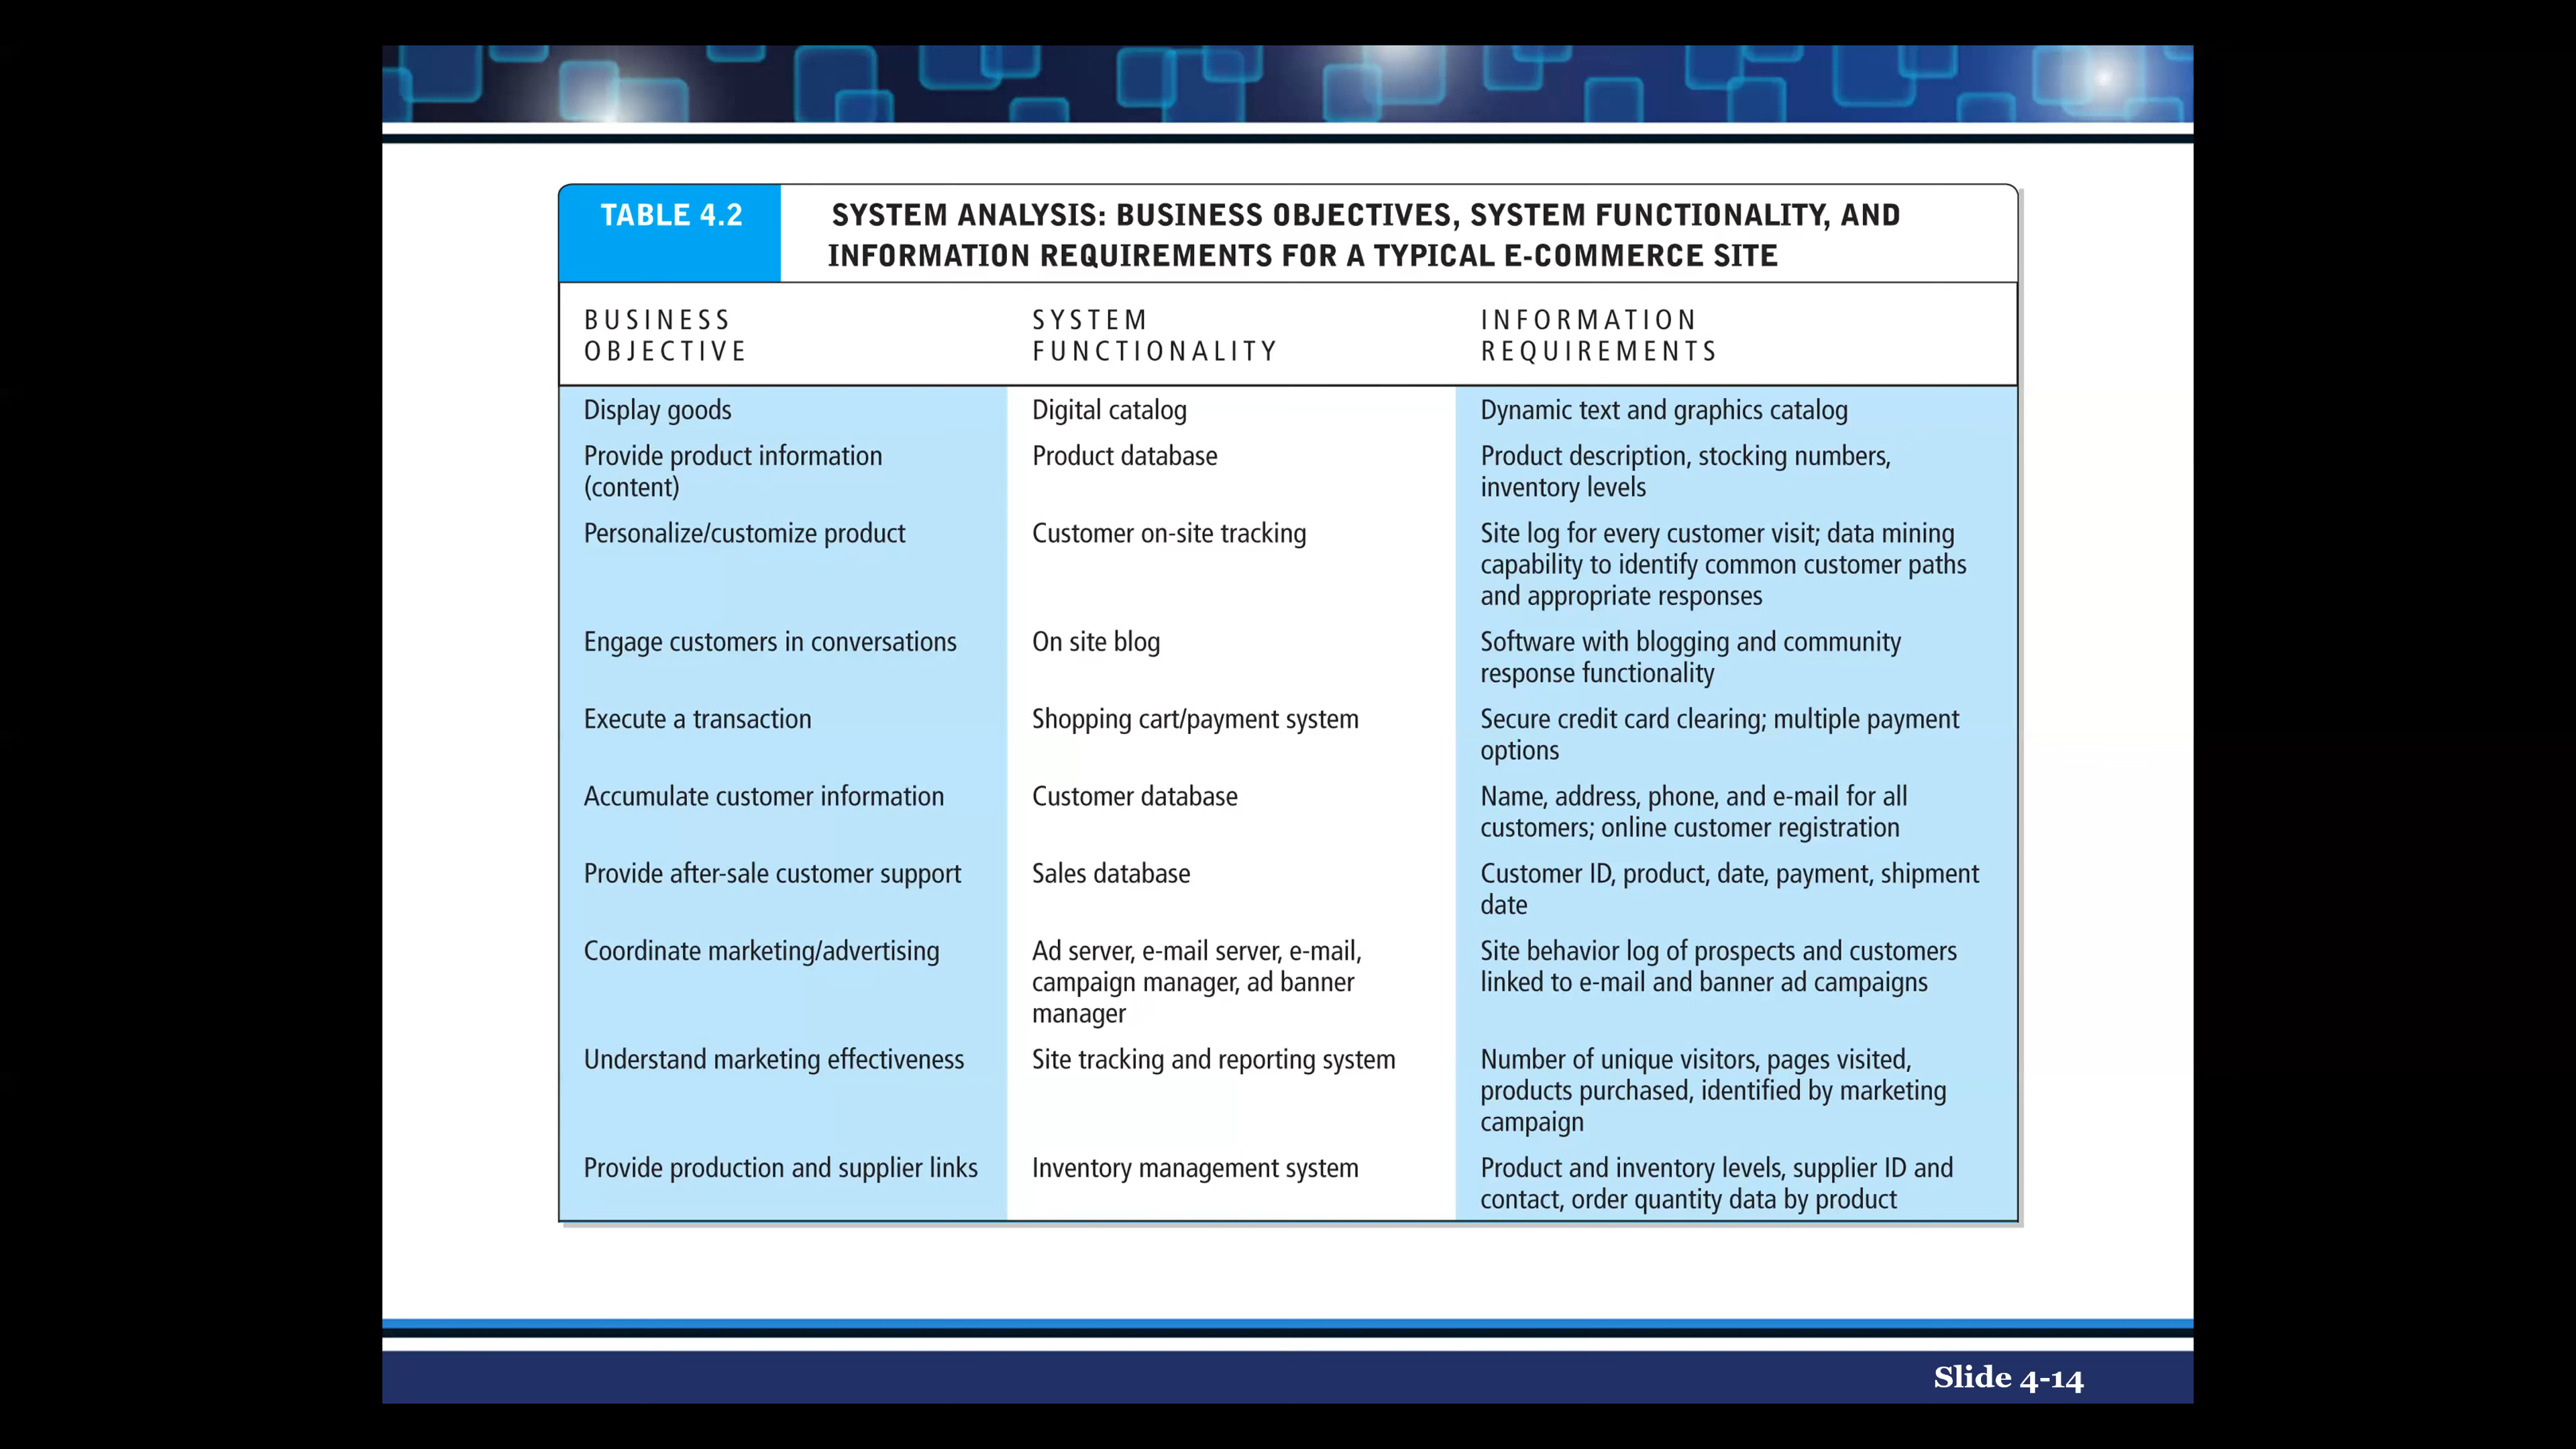 TABLE 4.2
SYSTEM ANALYSIS: BUSINESS OBJECTIVES, SYSTEM FUNCTIONALITY, AND
INFORMATION REQUIREMENTS FOR A TYPICAL E-COMMERCE SITE
BUSINESS
OBJECTIVE
SYSTEM
FUNCTIONALITY
INFORMATION
REQUIREMENTS
Display goods
Digital catalog
Dynamic text and graphics catalog
Provide product information
(content)
Product database
Product description, stocking numbers,
inventory levels
Personalize/customize product
Customer on-site tracking
Site log for every customer visit; data mining
capability to identify common customer paths
and appropriate responses
Engage customers in conversations
On site blog
Software with blogging and community
response functionality
Execute a transaction
Shopping cart/payment system
Secure credit card clearing; multiple payment
options
Accumulate customer information
Customer database
Name, address, phone, and e-mail for all
customers; online customer registration
Provide after-sale customer support
Sales database
Customer ID, product, date, payment, shipment
date
Coordinate marketing/advertising
Ad server, e-mail server, e-mail,
campaign manager, ad banner
manager
Site behavior log of prospects and customers
linked to e-mail and banner ad campaigns
Understand marketing effectiveness
Site tracking and reporting system
Number of unique visitors, pages visited,
products purchased, identified by marketing
campaign
Provide production and supplier links
Inventory management system
Product and inventory levels, supplier ID and
contact, order quantity data by product
Slide 4-14